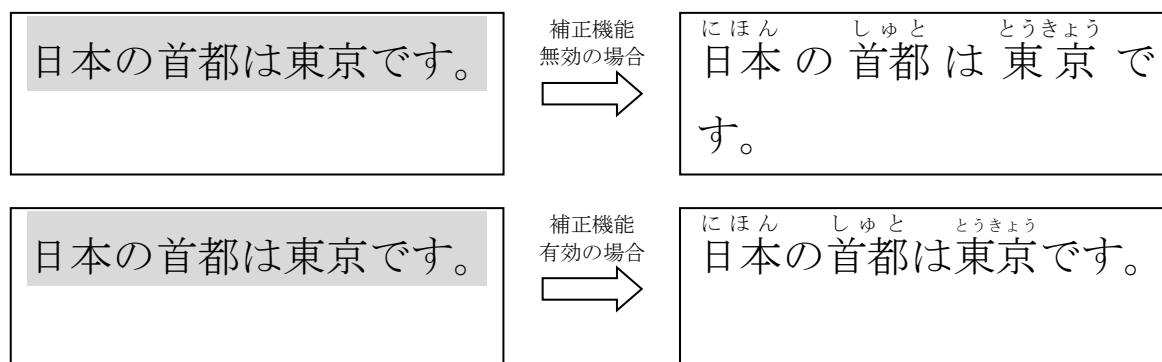 日本の首都は東京です。
補正機能
無効の場合
にほん しゅと とうきょう
日本の首都は東京で
す。
日本の首都は東京です。
補正機能
有効の場合
にほん しゅと とうきょう
日本の首都は東京です。